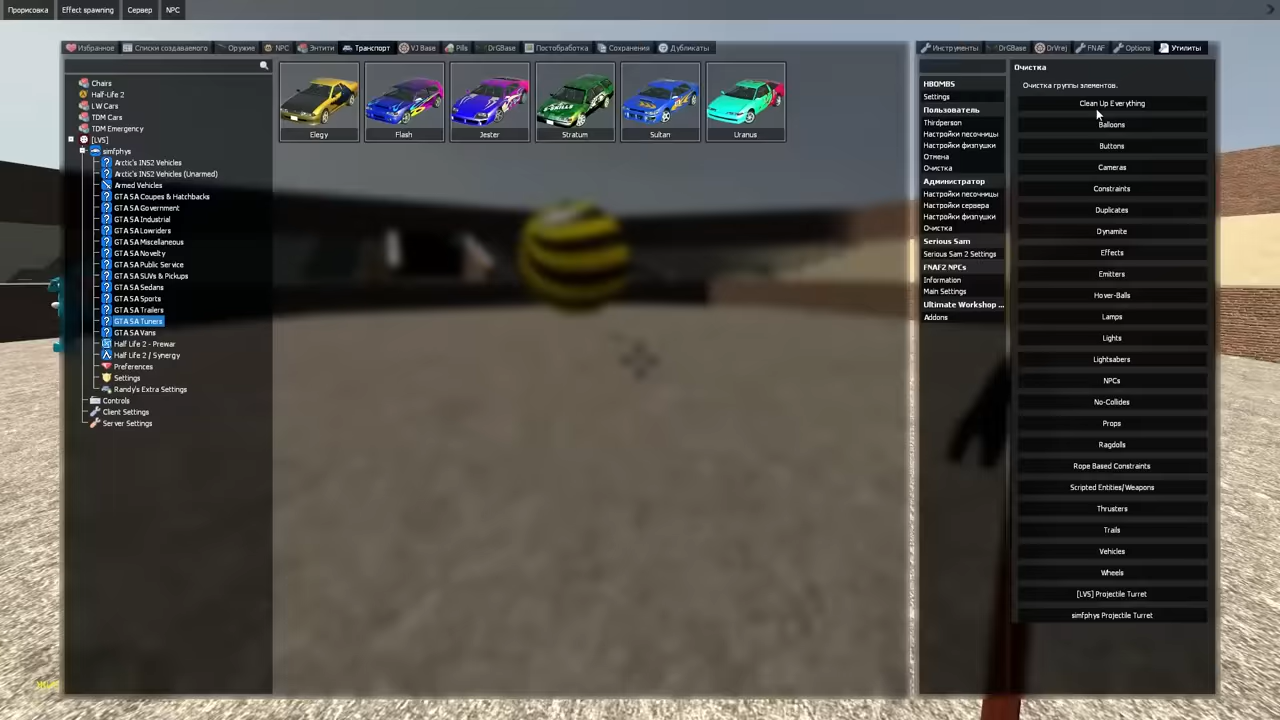 Прорисовка Effect spawning Сервер NPC
Избранное Списки создаваемого Оружие NPC Энтити Транспорт VJ Base Pills DrGBase Постобработка Сохранения Дубликаты
Chairs
Half-Life 2
LW Cars
TDM Cars
TDM Emergency
[LVS]
simfphys
Arctic's INS2 Vehicles
Arctic's INS2 Vehicles (Unarmed)
Armed Vehicles
GTA SA Coupes & Hatchbacks
GTA SA Government
GTA SA Industrial
GTA SA Lowriders
GTA SA Miscellaneous
GTA SA Novelty
GTA SA Public Service
GTA SA SUVs & Pickups
GTA SA Sedans
GTA SA Sports
GTA SA Trailers
GTA SA Tuners
GTA SA Vans
Half Life 2 - Prewar
Half Life 2 / Synergy
Preferences
Settings
Randy's Extra Settings
Controls
Client Settings
Server Settings
Elegy Flash Jester Stratum Sultan Uranus
Инструменты DrGBase DrVrej FNAF Options Утилиты
HBOMBS
Settings
Пользователь
Thirdperson
Настройки песочницы
Настройки физпушки
Отмена
Очистка
Администратор
Настройки песочницы
Настройки сервера
Настройки физпушки
Очистка
Serious Sam
Serious Sam 2 Settings
FNAF2 NPCs
Information
Main Settings
Ultimate Workshop ...
Addons
Очистка
Очистка группы элементов.
Clean Up Everything
Balloons
Buttons
Cameras
Constraints
Duplicates
Dynamite
Effects
Emitters
Hover-Balls
Lamps
Lights
Lightsabers
NPCs
No-Collides
Props
Ragdolls
Rope Based Constraints
Scripted Entities/Weapons
Thrusters
Trails
Vehicles
Wheels
[LVS] Projectile Turret
simfphys Projectile Turret